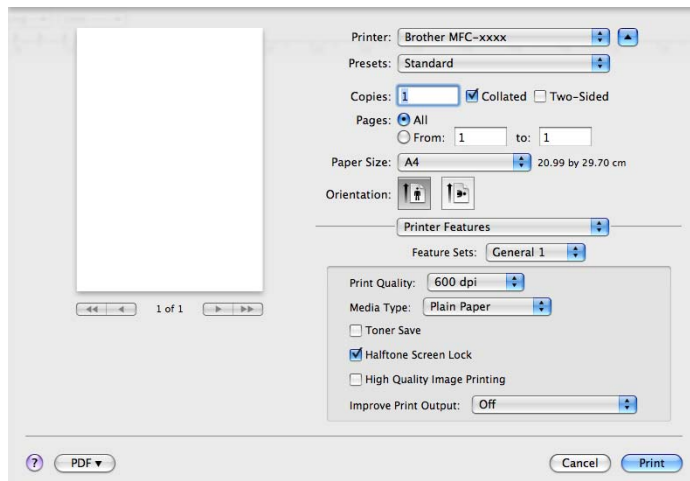 Printer: Brother MFC-xxxx
Presets: Standard
Copies: 1 Collated Two-Sided
Pages: All
From: 1 to: 1
Paper Size: A4 20.99 by 29.70 cm
Orientation:
Printer Features
Feature Sets: General 1
Print Quality: 600 dpi
Media Type: Plain Paper
Toner Save
Halftone Screen Lock
High Quality Image Printing
Improve Print Output: Off
1 of 1
? PDF▼ Cancel Print